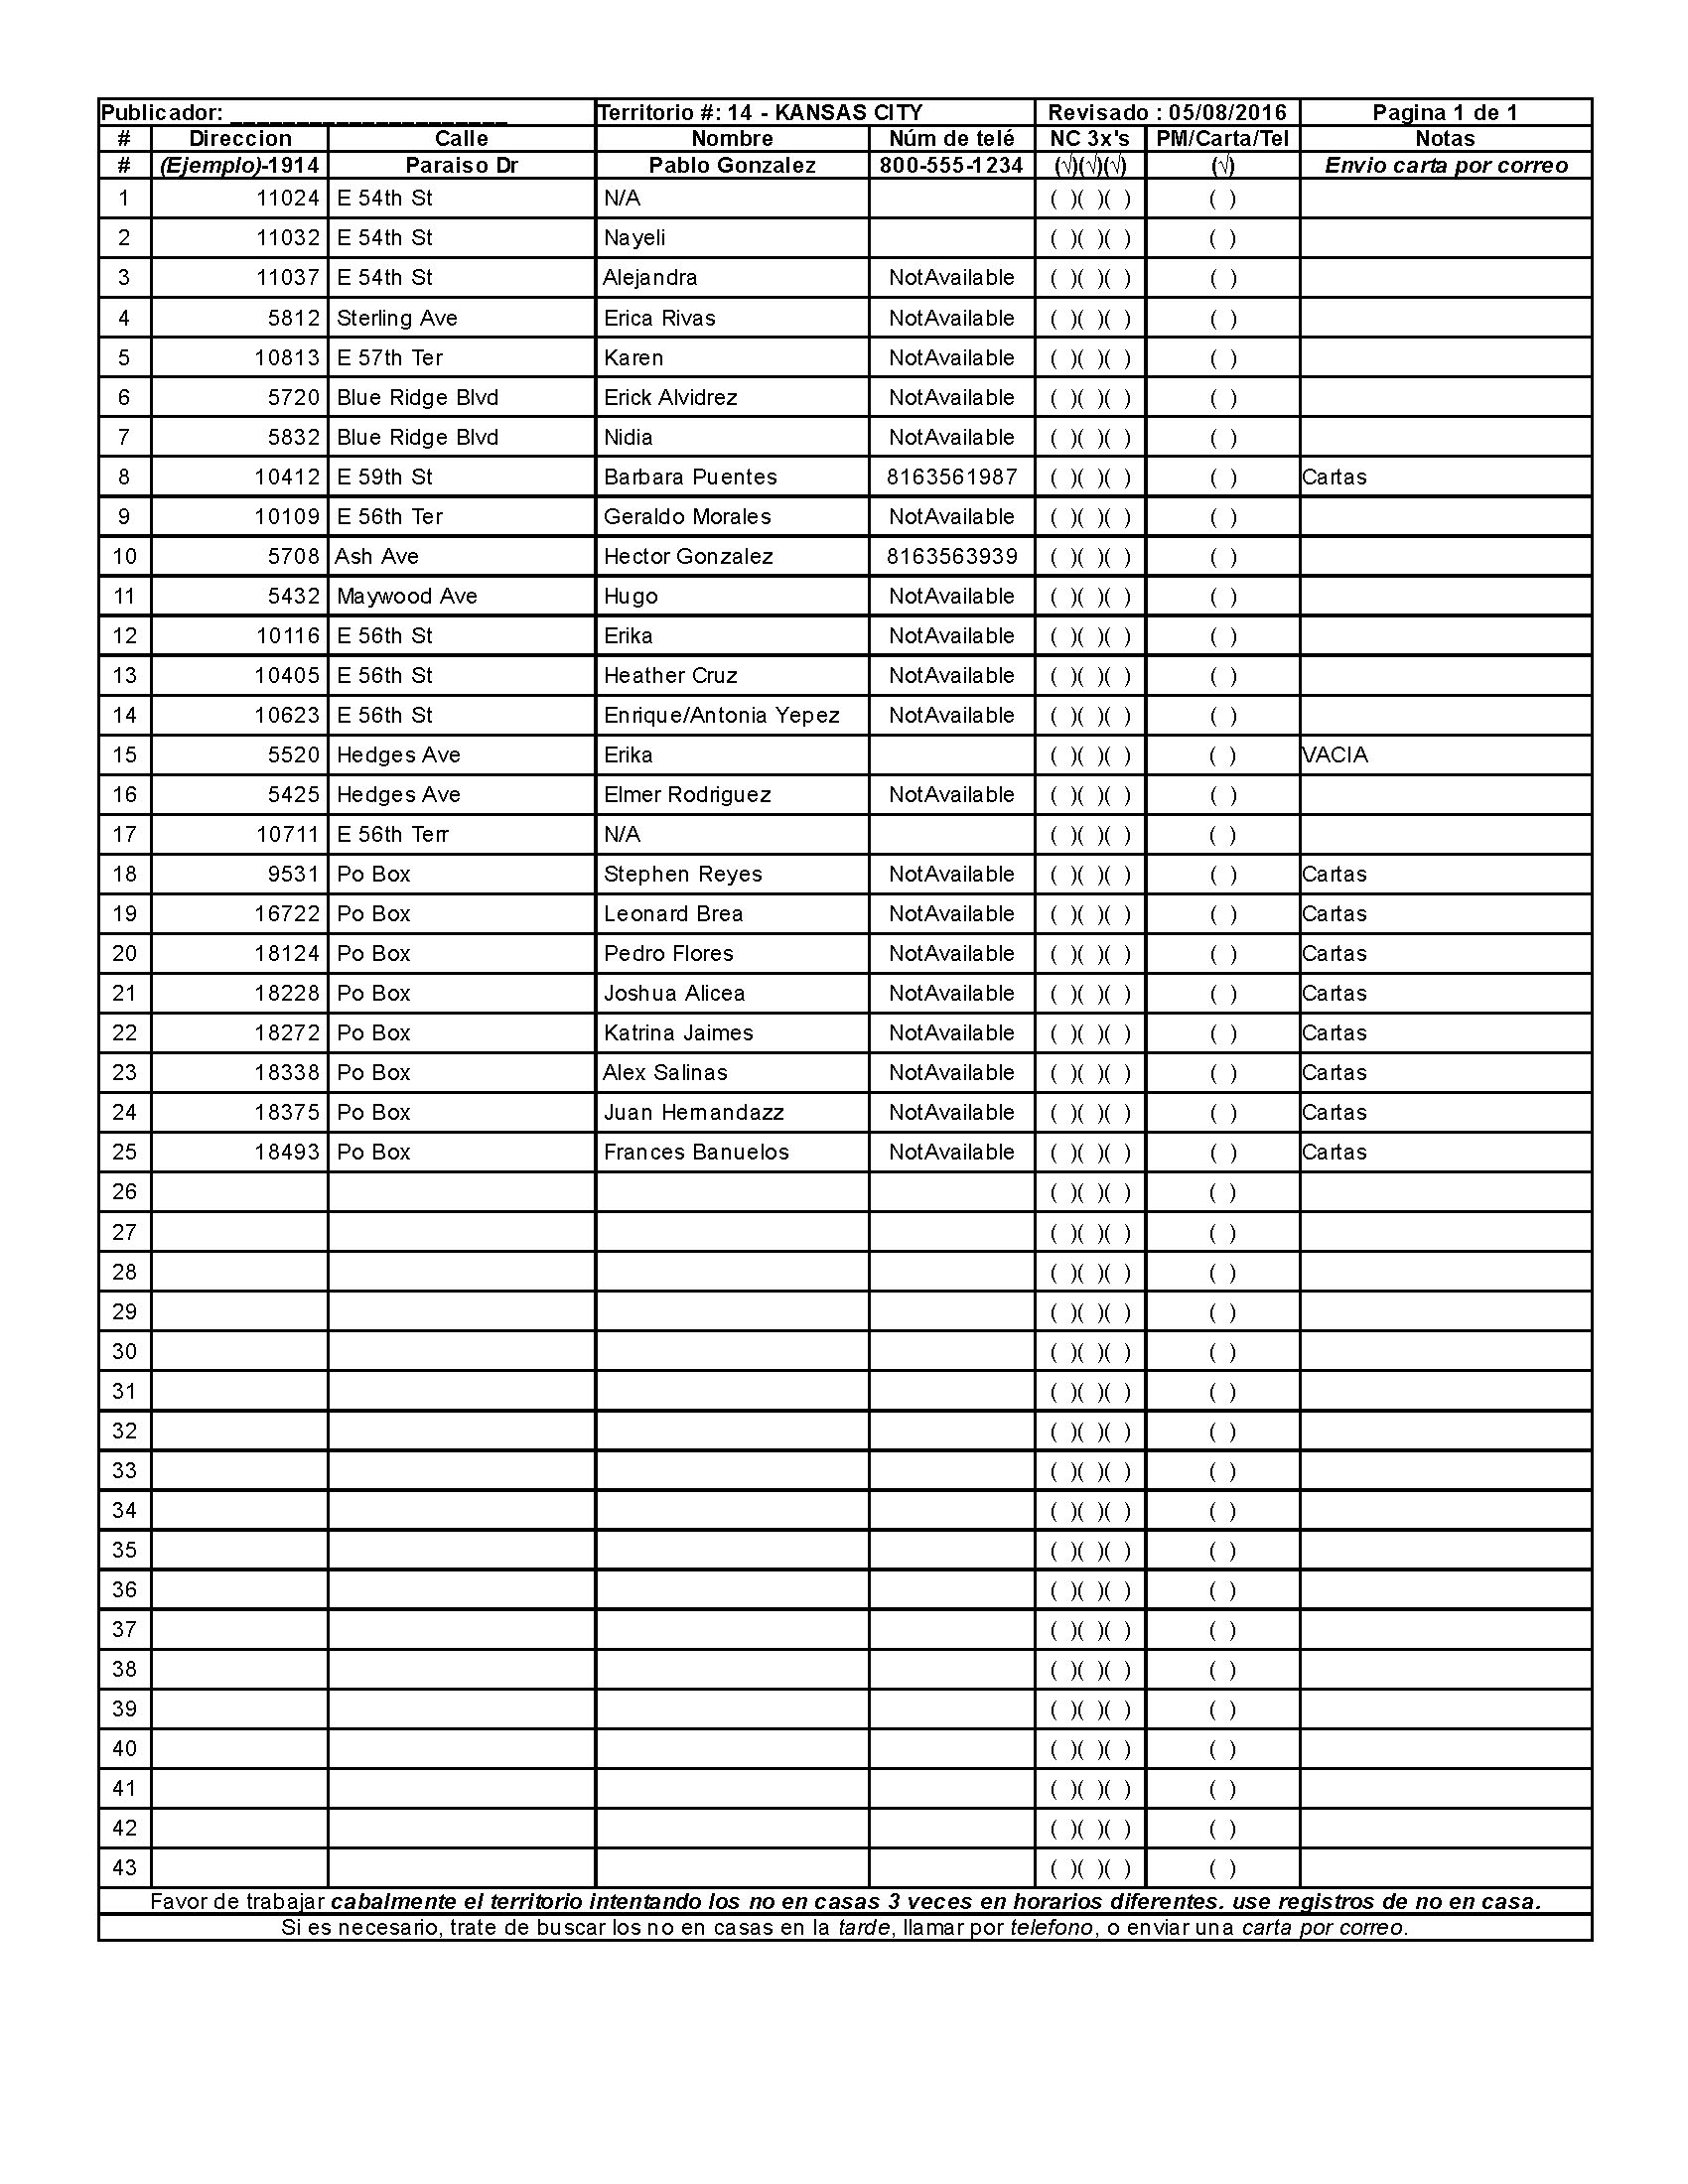 Publicador: _____________________ Territorio #: 14 - KANSAS CITY Revisado : 05/08/2016 Pagina 1 de 1
# Direccion Calle Nombre Núm de telé NC 3x's PM/Carta/Tel Notas
# (Ejemplo)-1914 Paraiso Dr Pablo Gonzalez 800-555-1234 (√)(√)(√) (√) Envio carta por correo
1 11024 E 54th St N/A ( )( )( ) ( )
2 11032 E 54th St Nayeli ( )( )( ) ( )
3 11037 E 54th St Alejandra NotAvailable ( )( )( ) ( )
4 5812 Sterling Ave Erica Rivas NotAvailable ( )( )( ) ( )
5 10813 E 57th Ter Karen NotAvailable ( )( )( ) ( )
6 5720 Blue Ridge Blvd Erick Alvidrez NotAvailable ( )( )( ) ( )
7 5832 Blue Ridge Blvd Nidia NotAvailable ( )( )( ) ( )
8 10412 E 59th St Barbara Puentes 8163561987 ( )( )( ) ( ) Cartas
9 10109 E 56th Ter Geraldo Morales NotAvailable ( )( )( ) ( )
10 5708 Ash Ave Hector Gonzalez 8163563939 ( )( )( ) ( )
11 5432 Maywood Ave Hugo NotAvailable ( )( )( ) ( )
12 10116 E 56th St Erika NotAvailable ( )( )( ) ( )
13 10405 E 56th St Heather Cruz NotAvailable ( )( )( ) ( )
14 10623 E 56th St Enrique/Antonia Yepez NotAvailable ( )( )( ) ( )
15 5520 Hedges Ave Erika ( )( )( ) ( ) VACIA
16 5425 Hedges Ave Elmer Rodriguez NotAvailable ( )( )( ) ( )
17 10711 E 56th Terr N/A ( )( )( ) ( )
18 9531 Po Box Stephen Reyes NotAvailable ( )( )( ) ( ) Cartas
19 16722 Po Box Leonard Brea NotAvailable ( )( )( ) ( ) Cartas
20 18124 Po Box Pedro Flores NotAvailable ( )( )( ) ( ) Cartas
21 18228 Po Box Joshua Alicea NotAvailable ( )( )( ) ( ) Cartas
22 18272 Po Box Katrina Jaimes NotAvailable ( )( )( ) ( ) Cartas
23 18338 Po Box Alex Salinas NotAvailable ( )( )( ) ( ) Cartas
24 18375 Po Box Juan Hernandazz NotAvailable ( )( )( ) ( ) Cartas
25 18493 Po Box Frances Banuelos NotAvailable ( )( )( ) ( ) Cartas
26 ( )( )( ) ( )
27 ( )( )( ) ( )
28 ( )( )( ) ( )
29 ( )( )( ) ( )
30 ( )( )( ) ( )
31 ( )( )( ) ( )
32 ( )( )( ) ( )
33 ( )( )( ) ( )
34 ( )( )( ) ( )
35 ( )( )( ) ( )
36 ( )( )( ) ( )
37 ( )( )( ) ( )
38 ( )( )( ) ( )
39 ( )( )( ) ( )
40 ( )( )( ) ( )
41 ( )( )( ) ( )
42 ( )( )( ) ( )
43 ( )( )( ) ( )
Favor de trabajar cabalmente el territorio intentando los no en casas 3 veces en horarios diferentes. use registros de no en casa.
Si es necesario, trate de buscar los no en casas en la tarde, llamar por telefono, o enviar una carta por correo.